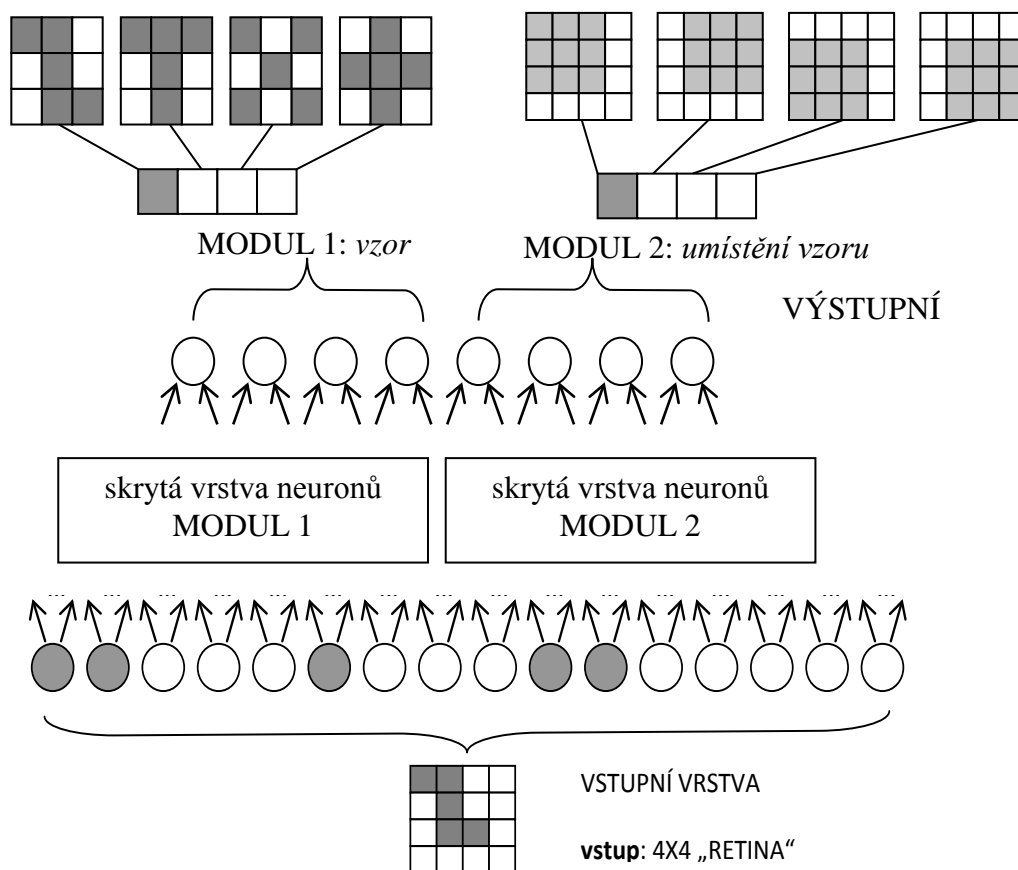 MODUL 1: vzor
MODUL 2: umístění vzoru
VÝSTUPNÍ
skrytá vrstva neuronů
MODUL 1
skrytá vrstva neuronů
MODUL 2
... ... ... ... ... ... ... ... ... ... ... ... ... ... ... ...
VSTUPNÍ VRSTVA
vstup: 4X4 „RETINA“